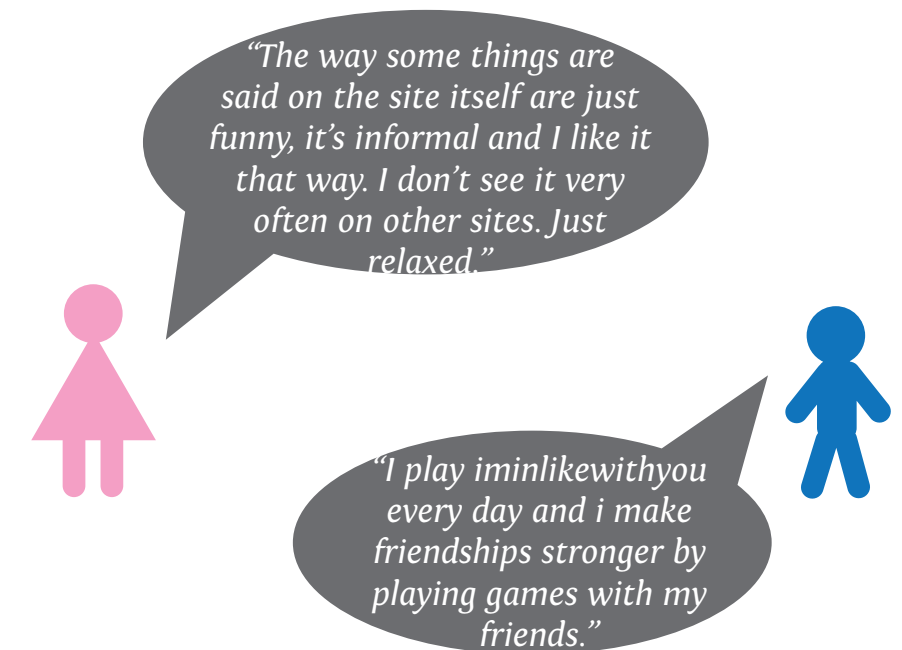 “The way some things are
said on the site itself are just
funny, it’s informal and I like it
that way. I don’t see it very
often on other sites. Just
relaxed.”
“I play iminlikewithyou
every day and i make
friendships stronger by
playing games with my
friends.”